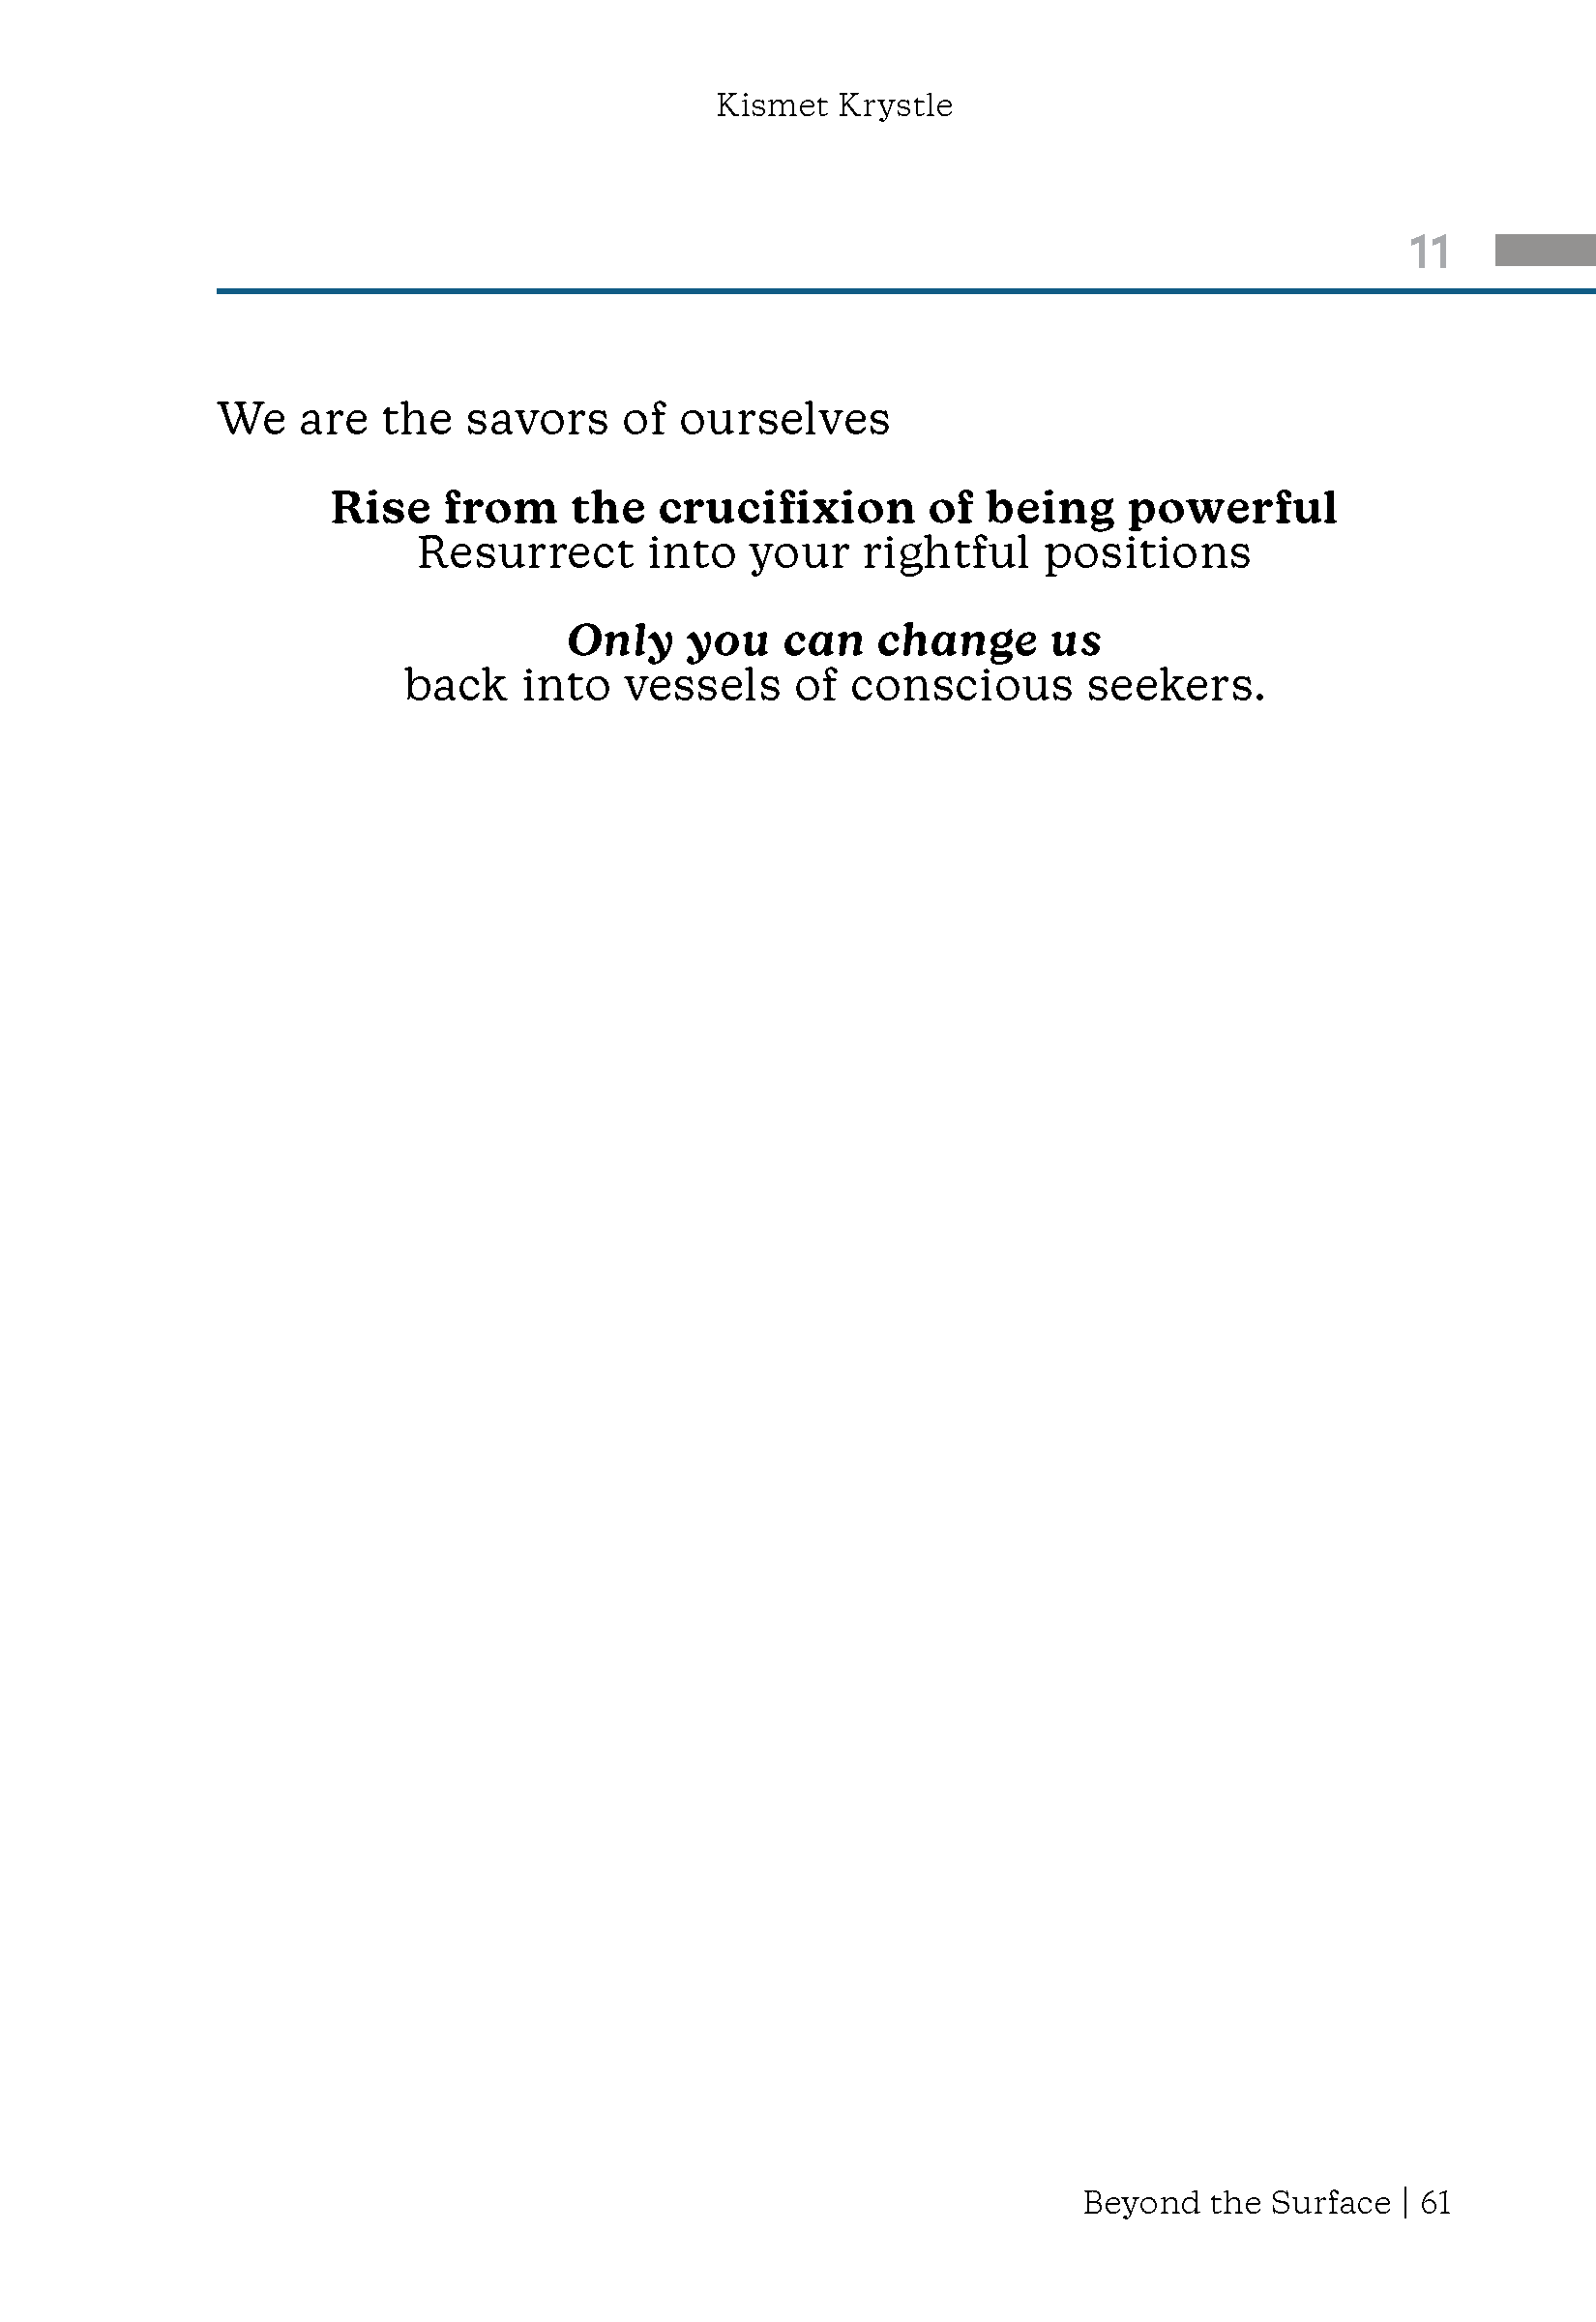 Kismet Krystle
11
We are the savors of ourselves
Rise from the crucifixion of being powerful
Resurrect into your rightful positions
Only you can change us
back into vessels of conscious seekers.
Beyond the Surface | 61